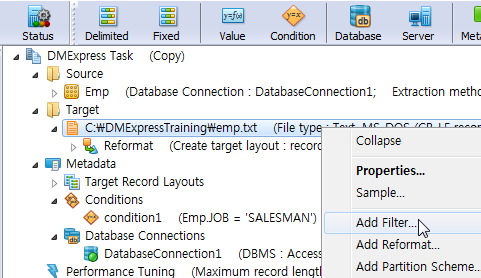 Status Delimited Fixed Value Condition Database Server Meta
DMExpress Task (Copy)
Source
Emp (Database Connection : DatabaseConnection1; Extraction metho
Target
C:₩DMExpressTraining₩emp.txt (File type : Text, MS-DOS (CR-LF recor
Reformat (Create target layout : recor
Collapse
Metadata
Properties...
Target Record Layouts
Sample...
Conditions
condition1 (Emp.JOB = 'SALESMAN')
Add Filter...
Database Connections
Add Reformat...
DatabaseConnection1 (DBMS : Access
Add Partition Scheme...
Performance Tuning (Maximum record length